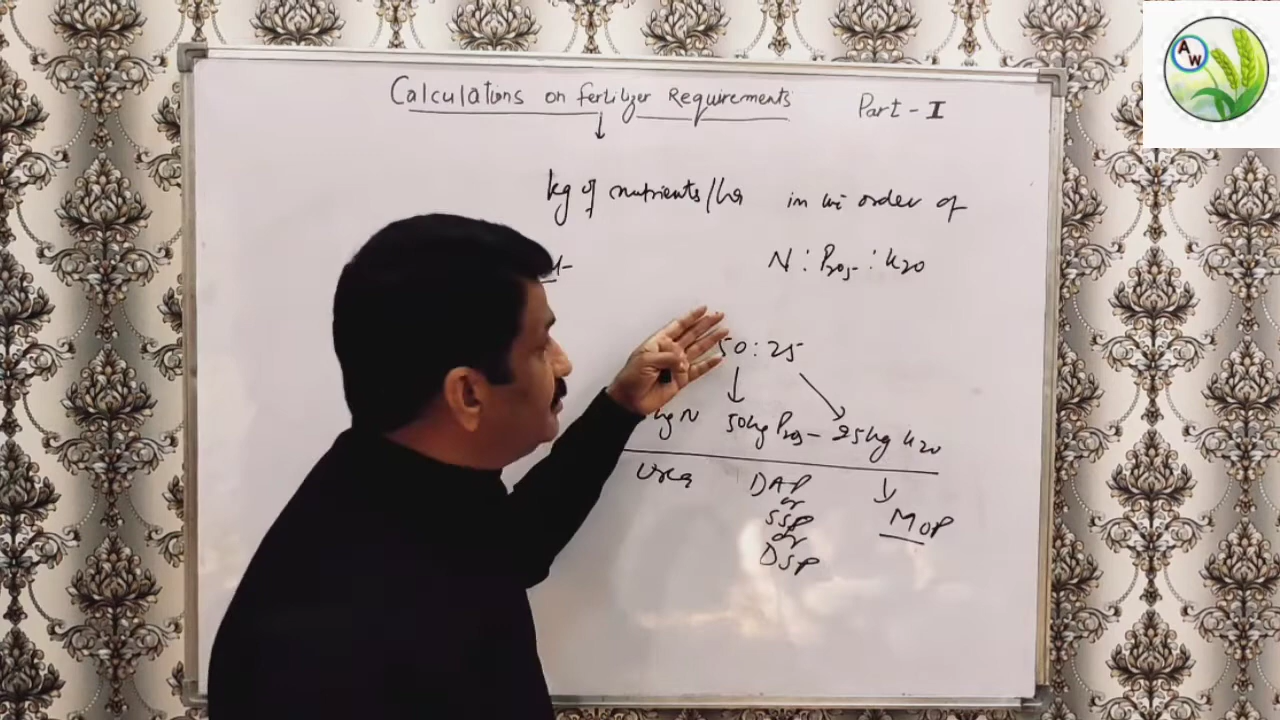 AW
Calculations on fertilizer Requirements Part - I
kg of nutrients/ha in the order of
N : P2O5 : K2O
50 : 25
kg N 50kg P2O5 - 25kg K2O
Urea DAP
or
SSP MOP
or
DSP